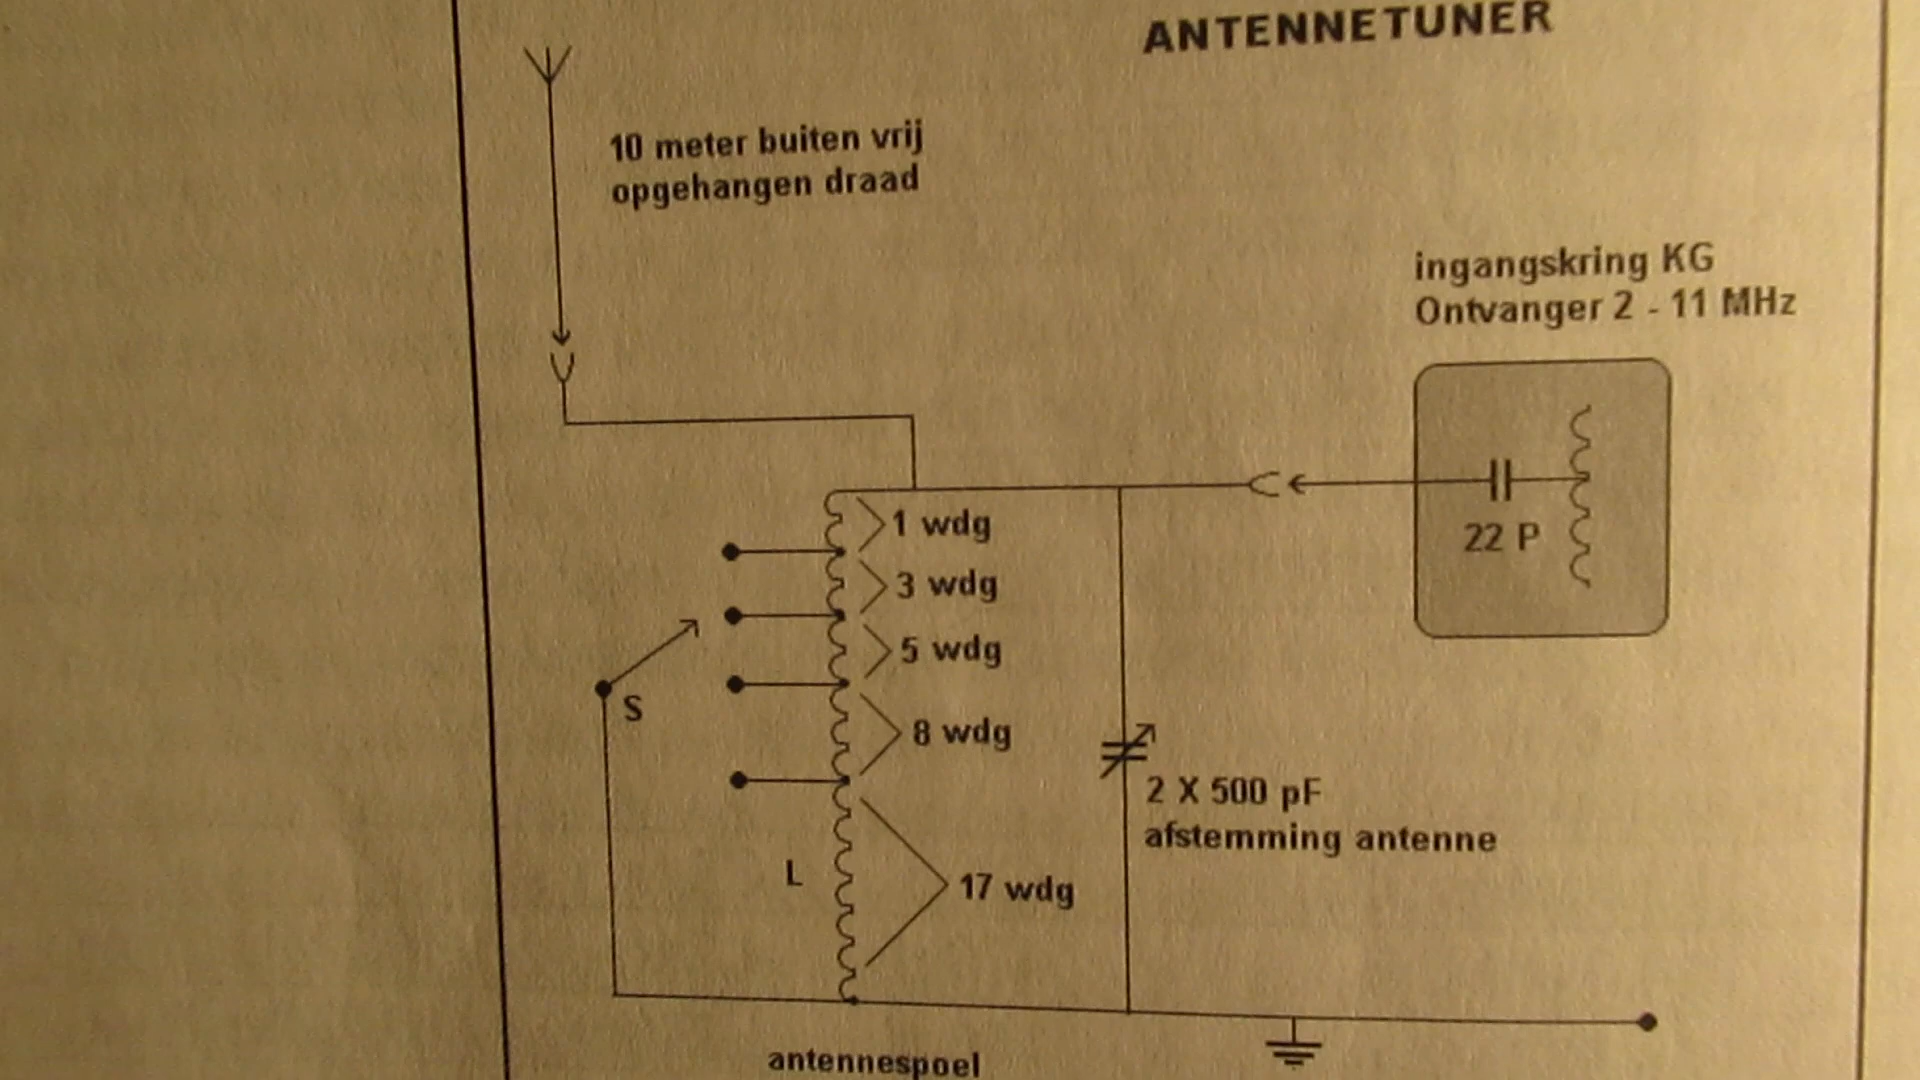 ANTENNETUNER
10 meter buiten vrij
opgehangen draad
ingangskring KG
Ontvanger 2 - 11 MHz
22 P
1 wdg
3 wdg
5 wdg
S
8 wdg
2 X 500 pF
afstemming antenne
L
17 wdg
antennespoel